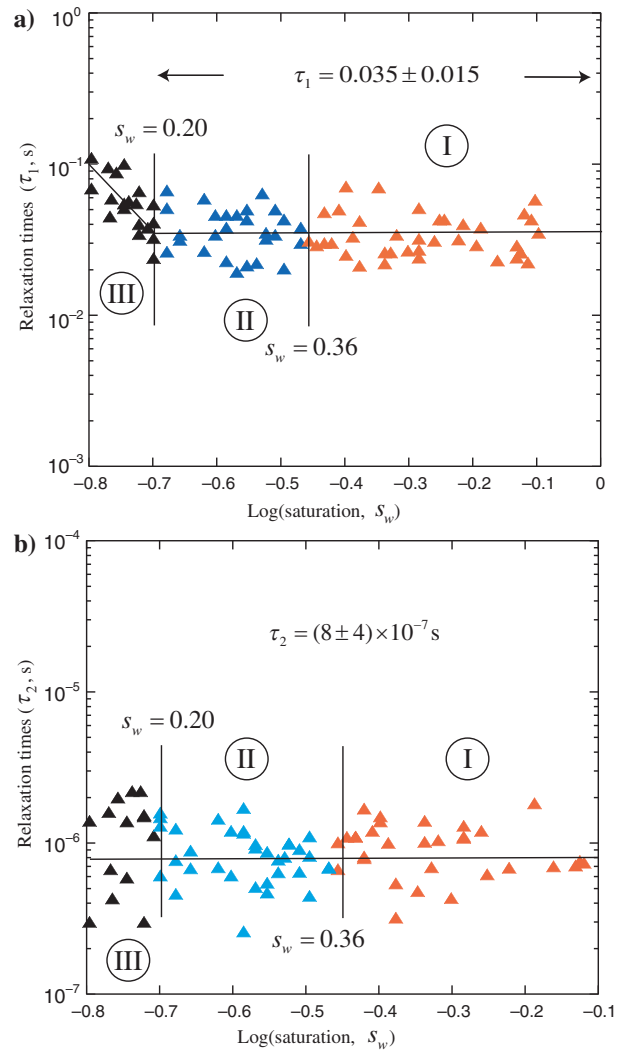 a)
10⁰
τ₁ = 0.035 ± 0.015
s_w = 0.20
I
10⁻¹
Relaxation times (τ₁, s)
III
II
10⁻²
s_w = 0.36
10⁻³
−0.8 −0.7 −0.6 −0.5 −0.4 −0.3 −0.2 −0.1 0
Log(saturation, s_w)
b)
10⁻⁴
τ₂ = (8 ± 4) × 10⁻⁷ s
10⁻⁵
s_w = 0.20
II
I
Relaxation times (τ₂, s)
10⁻⁶
s_w = 0.36
III
10⁻⁷
−0.8 −0.7 −0.6 −0.5 −0.4 −0.3 −0.2 −0.1
Log(saturation, s_w)